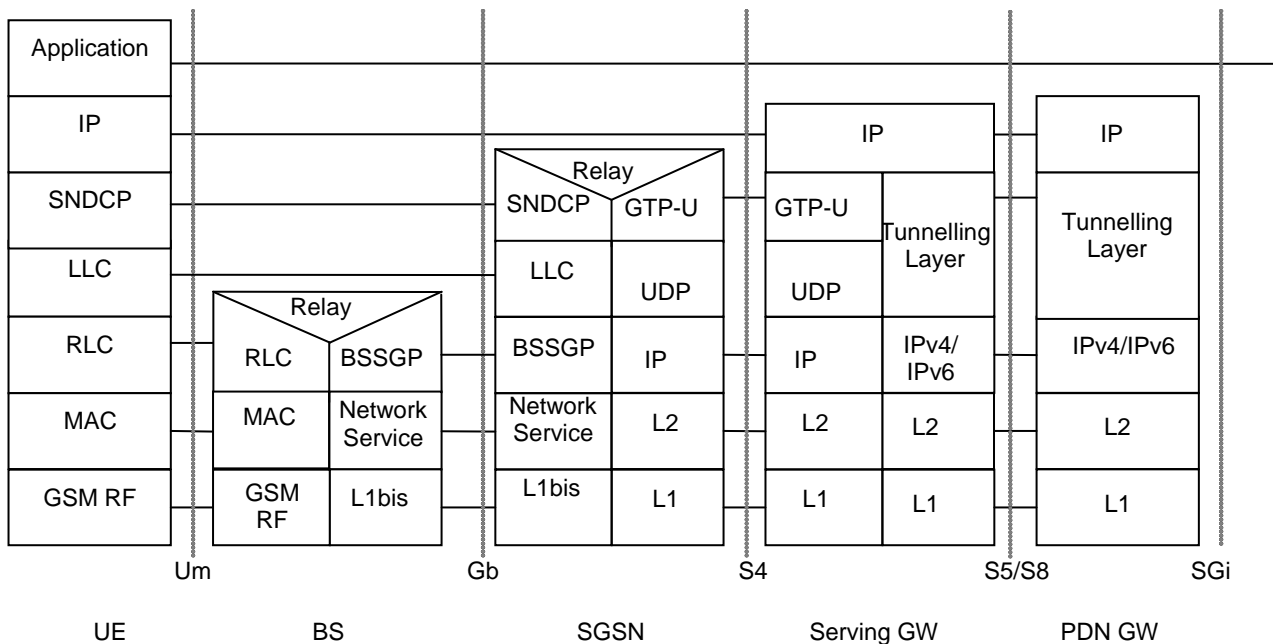 Application
IP
SNDCP
LLC
RLC
MAC
GSM RF
Relay
RLC
BSSGP
MAC
Network
Service
GSM
RF
L1bis
Relay
SNDCP
GTP-U
LLC
UDP
BSSGP
IP
Network
Service
L2
L1bis
L1
IP
GTP-U
Tunnelling
Layer
UDP
IP
IPv4/
IPv6
L2
L2
L1
L1
IP
Tunnelling
Layer
IPv4/IPv6
L2
L1
Um
Gb
S4
S5/S8
SGi
UE
BS
SGSN
Serving GW
PDN GW